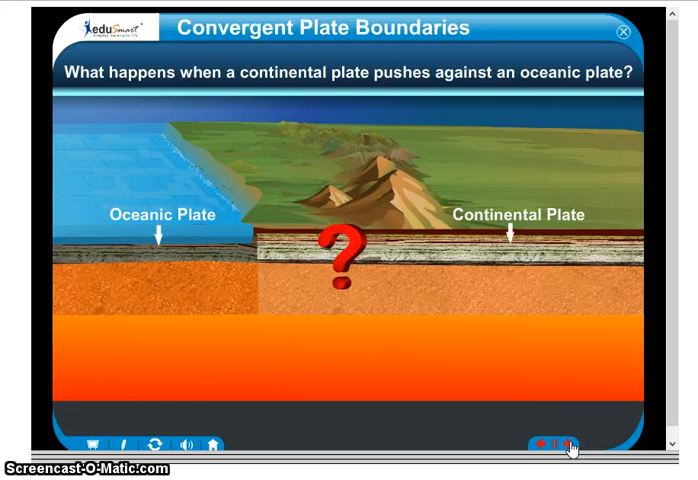 eduSmart
Convergent Plate Boundaries
What happens when a continental plate pushes against an oceanic plate?
Oceanic Plate
Continental Plate
?
Screencast-O-Matic.com